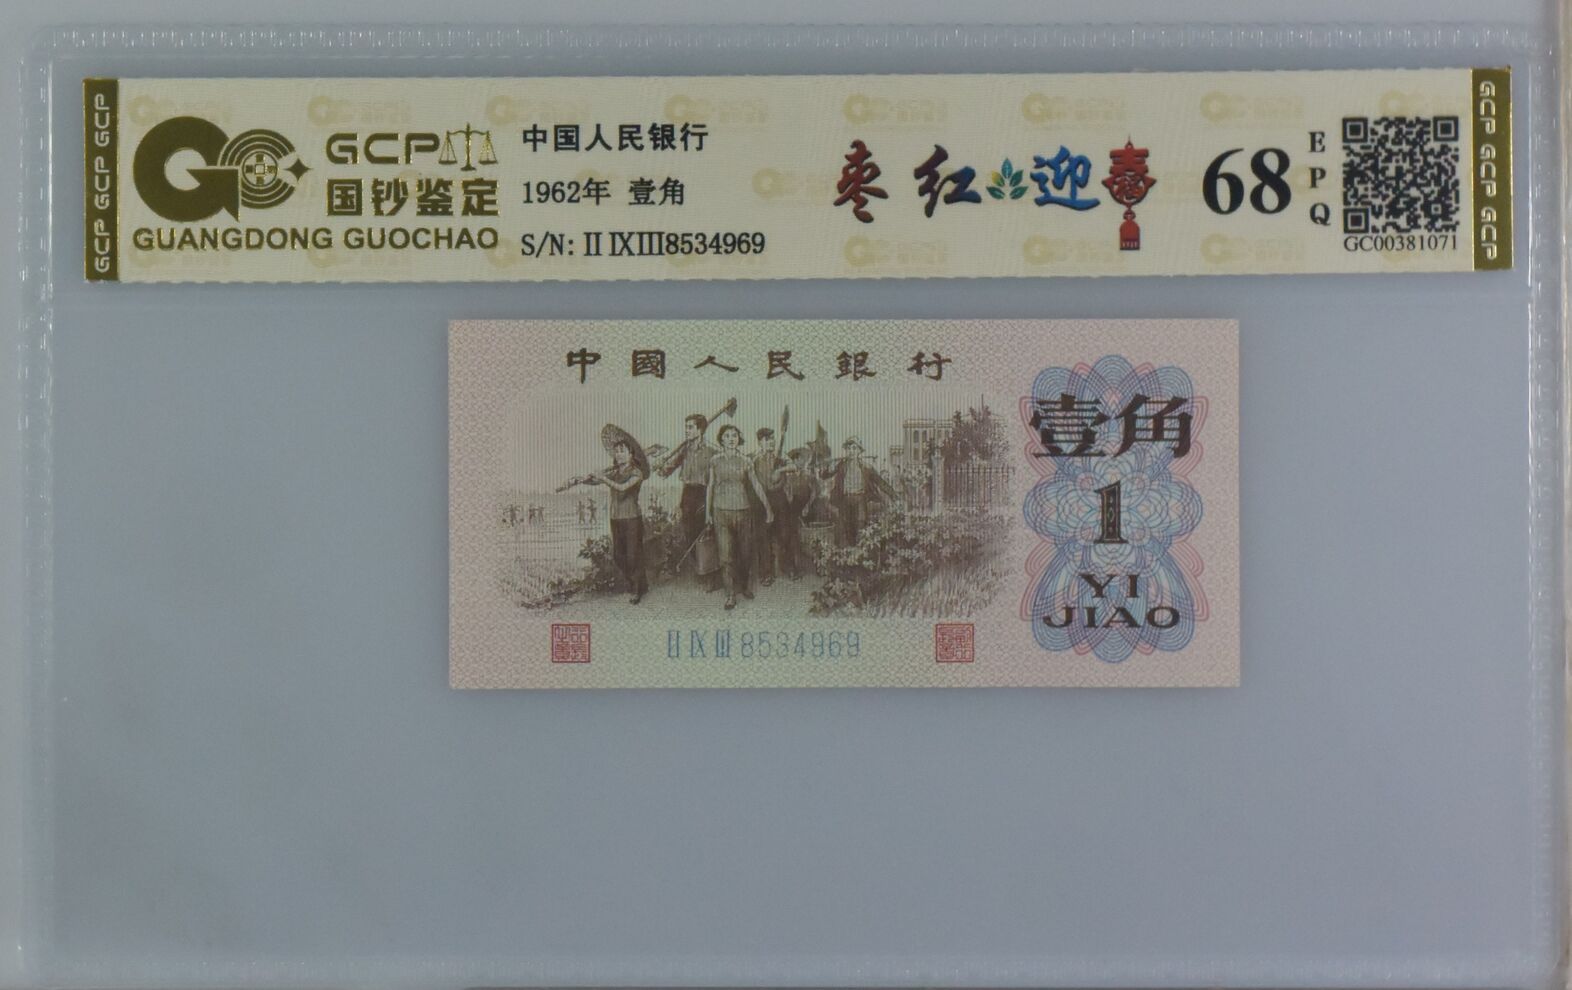 GCP GCP GCP
GCP
国钞鉴定
GUANGDONG GUOCHAO
中国人民银行
1962年 壹角
S/N: II IX III 8534969
枣红迎春
68
EPQ
GC00381071
GCP GCP GCP
中國人民銀行
壹角
1
YI
JIAO
II IX III 8534969